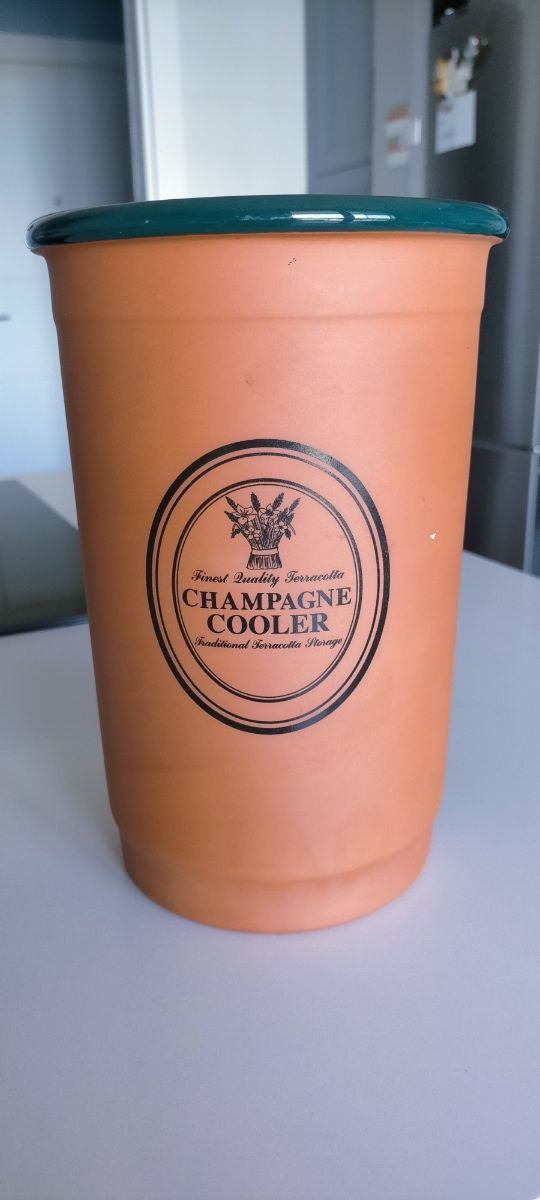 Finest Quality Terracotta
CHAMPAGNE
COOLER
Traditional Terracotta Storage